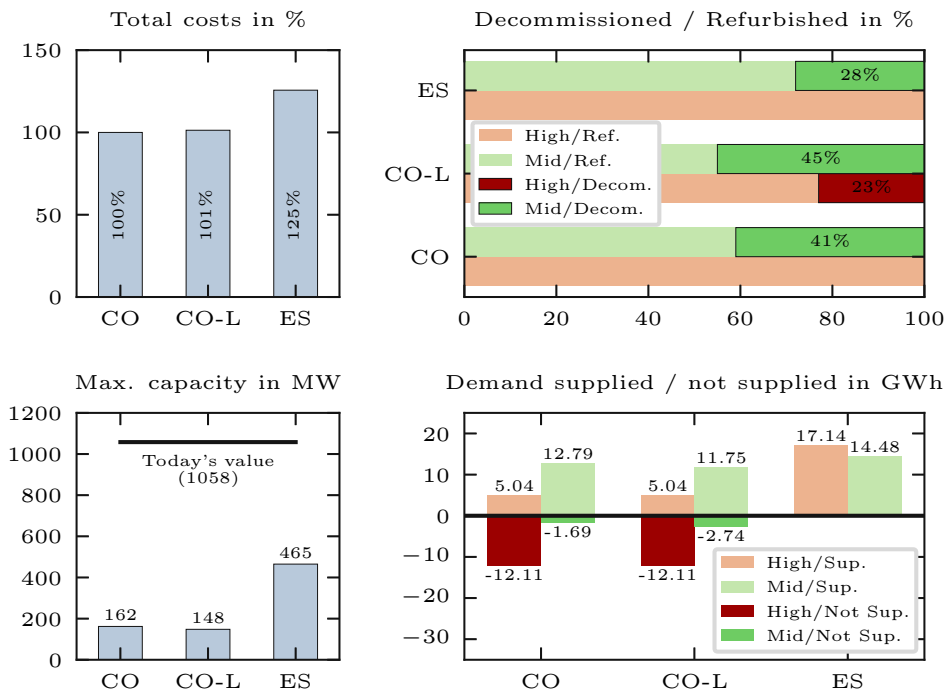 Total costs in %
150
100
50
0
100%
101%
125%
CO CO-L ES
Decommissioned / Refurbished in %
ES
CO-L
CO
28%
45%
23%
41%
High/Ref.
Mid/Ref.
High/Decom.
Mid/Decom.
0 20 40 60 80 100
Max. capacity in MW
1200
1000
800
600
400
200
0
Today's value
(1058)
162
148
465
CO CO-L ES
Demand supplied / not supplied in GWh
20
10
0
−10
−20
−30
5.04
12.79
-12.11
-1.69
5.04
11.75
-12.11
-2.74
17.14
14.48
High/Sup.
Mid/Sup.
High/Not Sup.
Mid/Not Sup.
CO CO-L ES